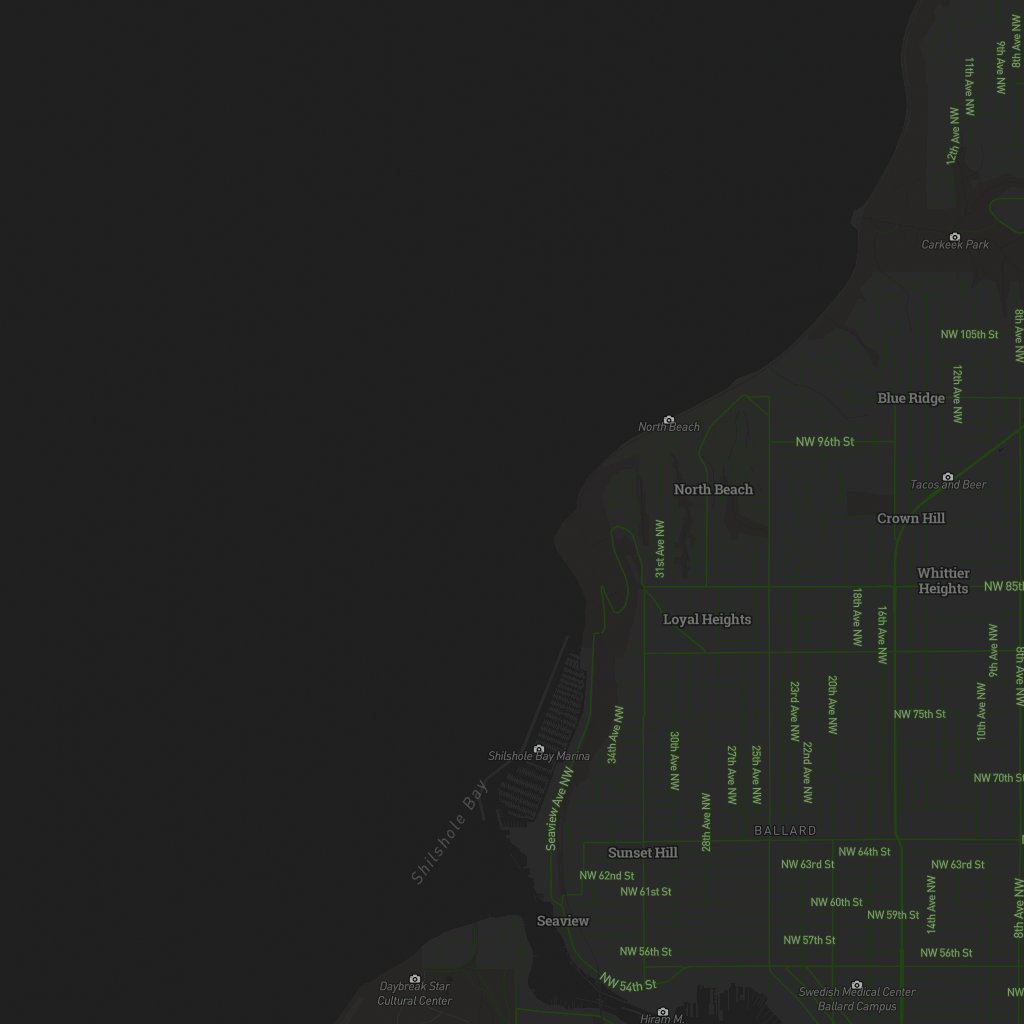 8th Ave NW
9th Ave NW
11th Ave NW
12th Ave NW
Carkeek Park
NW 105th St
8th Ave NW
12th Ave NW
Blue Ridge
North Beach
NW 96th St
Tacos and Beer
North Beach
Crown Hill
31st Ave NW
Whittier
Heights
NW 85t
18th Ave NW
16th Ave NW
Loyal Heights
9th Ave NW
8th Ave NW
23rd Ave NW
20th Ave NW
10th Ave NW
34th Ave NW
NW 75th St
30th Ave NW
27th Ave NW
25th Ave NW
22nd Ave NW
Shilshole Bay Marina
NW 70th St
Seaview Ave NW
28th Ave NW
Shilshole Bay
BALLARD
Sunset Hill
NW 64th St
NW 63rd St
NW 63rd St
NW 62nd St
NW 61st St
14th Ave NW
8th Ave NW
NW 60th St
NW 59th St
Seaview
NW 57th St
NW 56th St
NW 56th St
NW 54th St
Daybreak Star
Cultural Center
Swedish Medical Center
Ballard Campus
NW
Hiram M.